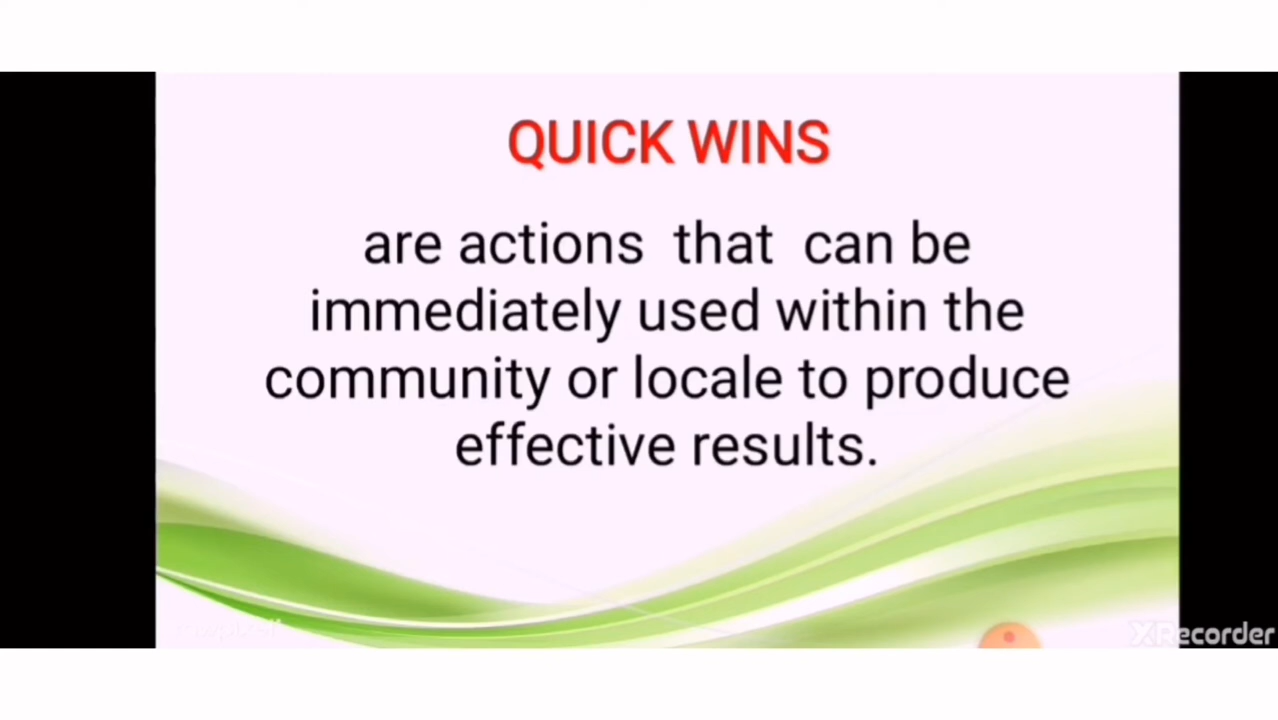 QUICK WINS
are actions that can be
immediately used within the
community or locale to produce
effective results.
XRecorder